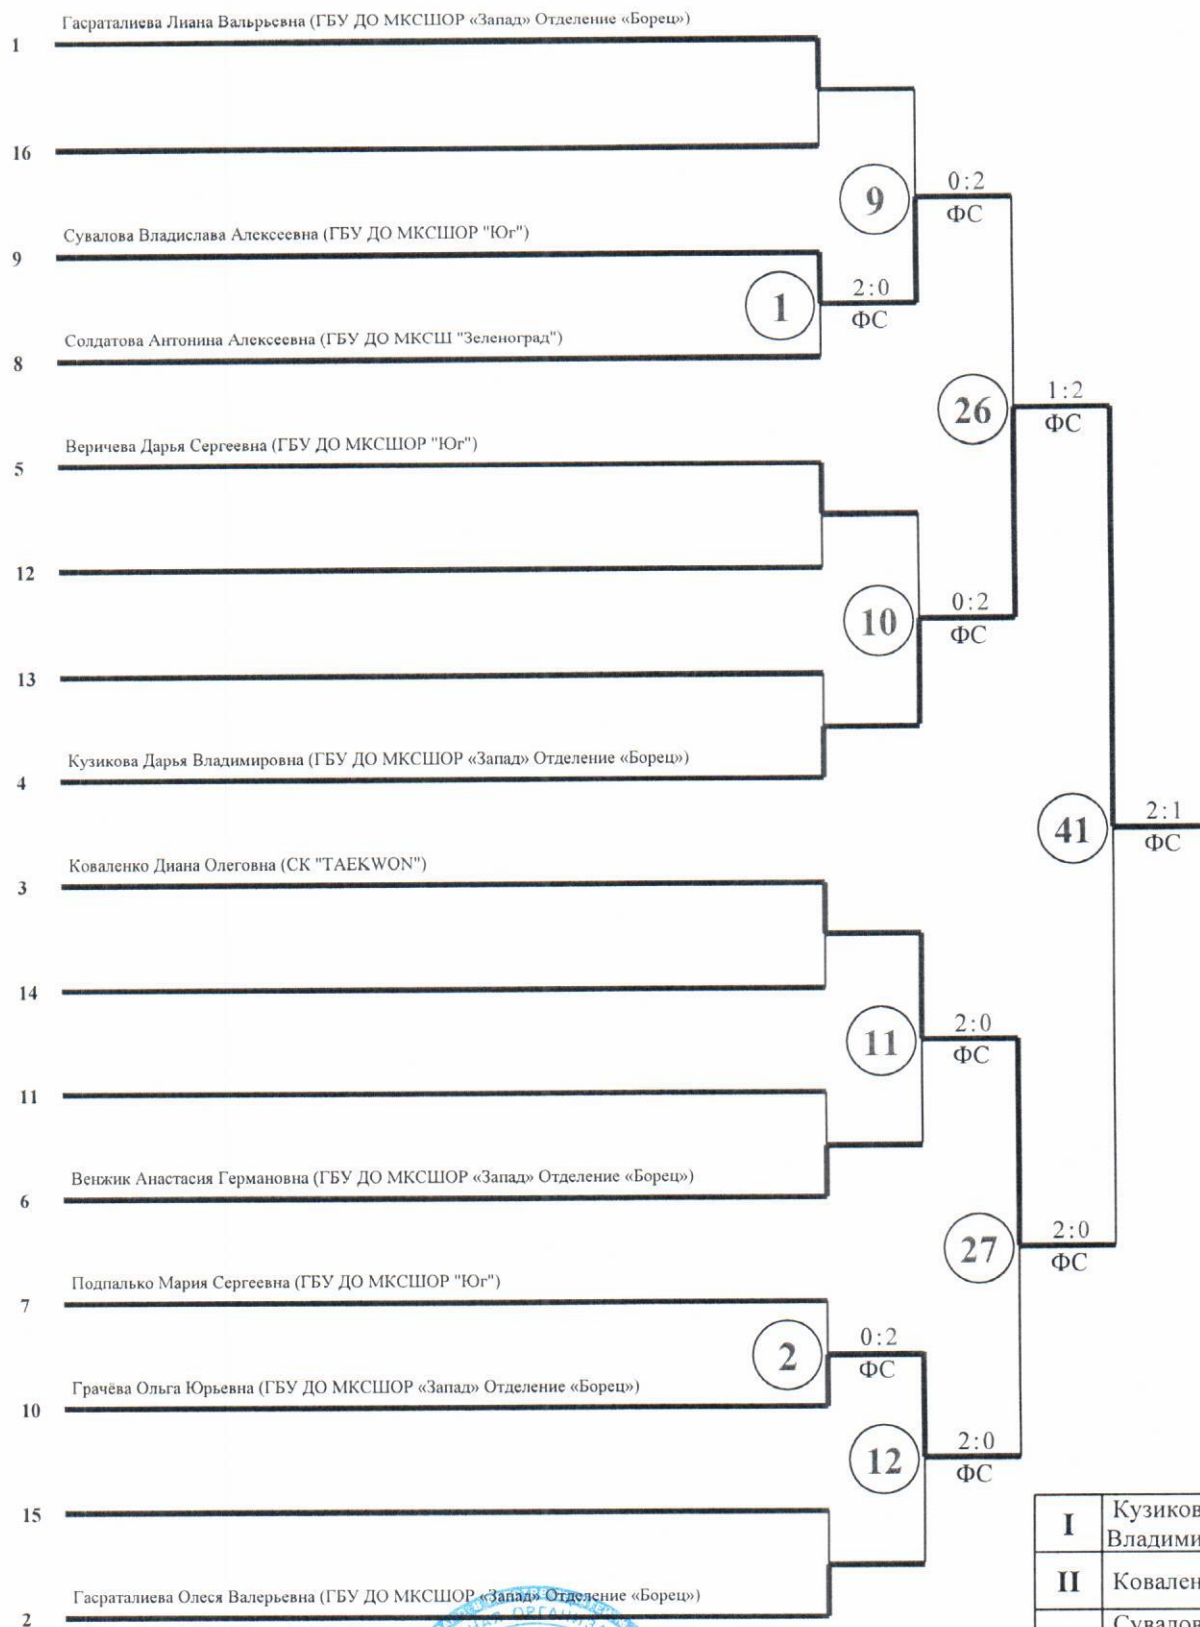 Гасраталиева Лиана Вальрьевна (ГБУ ДО МКСШОР «Запад» Отделение «Борец»)
1
16
9
0:2
ФС
Сувалова Владислава Алексеевна (ГБУ ДО МКСШОР "Юг")
9
1
2:0
ФС
Солдатова Антонина Алексеевна (ГБУ ДО МКСШ "Зеленоград")
8
26
1:2
ФС
Веричева Дарья Сергеевна (ГБУ ДО МКСШОР "Юг")
5
12
10
0:2
ФС
13
Кузикова Дарья Владимировна (ГБУ ДО МКСШОР «Запад» Отделение «Борец»)
4
41
2:1
ФС
Коваленко Диана Олеговна (СК "TAEKWON")
3
14
11
2:0
ФС
11
Венжик Анастасия Германовна (ГБУ ДО МКСШОР «Запад» Отделение «Борец»)
6
27
2:0
ФС
Подпалько Мария Сергеевна (ГБУ ДО МКСШОР "Юг")
7
2
0:2
ФС
Грачёва Ольга Юрьевна (ГБУ ДО МКСШОР «Запад» Отделение «Борец»)
10
12
2:0
ФС
15
I
Кузиков
Владими
II
Кovален
Гасраталиева Олеся Валерьевна (ГБУ ДО МКСШОР «Запад» Отделение «Борец»)
2
Сувалов